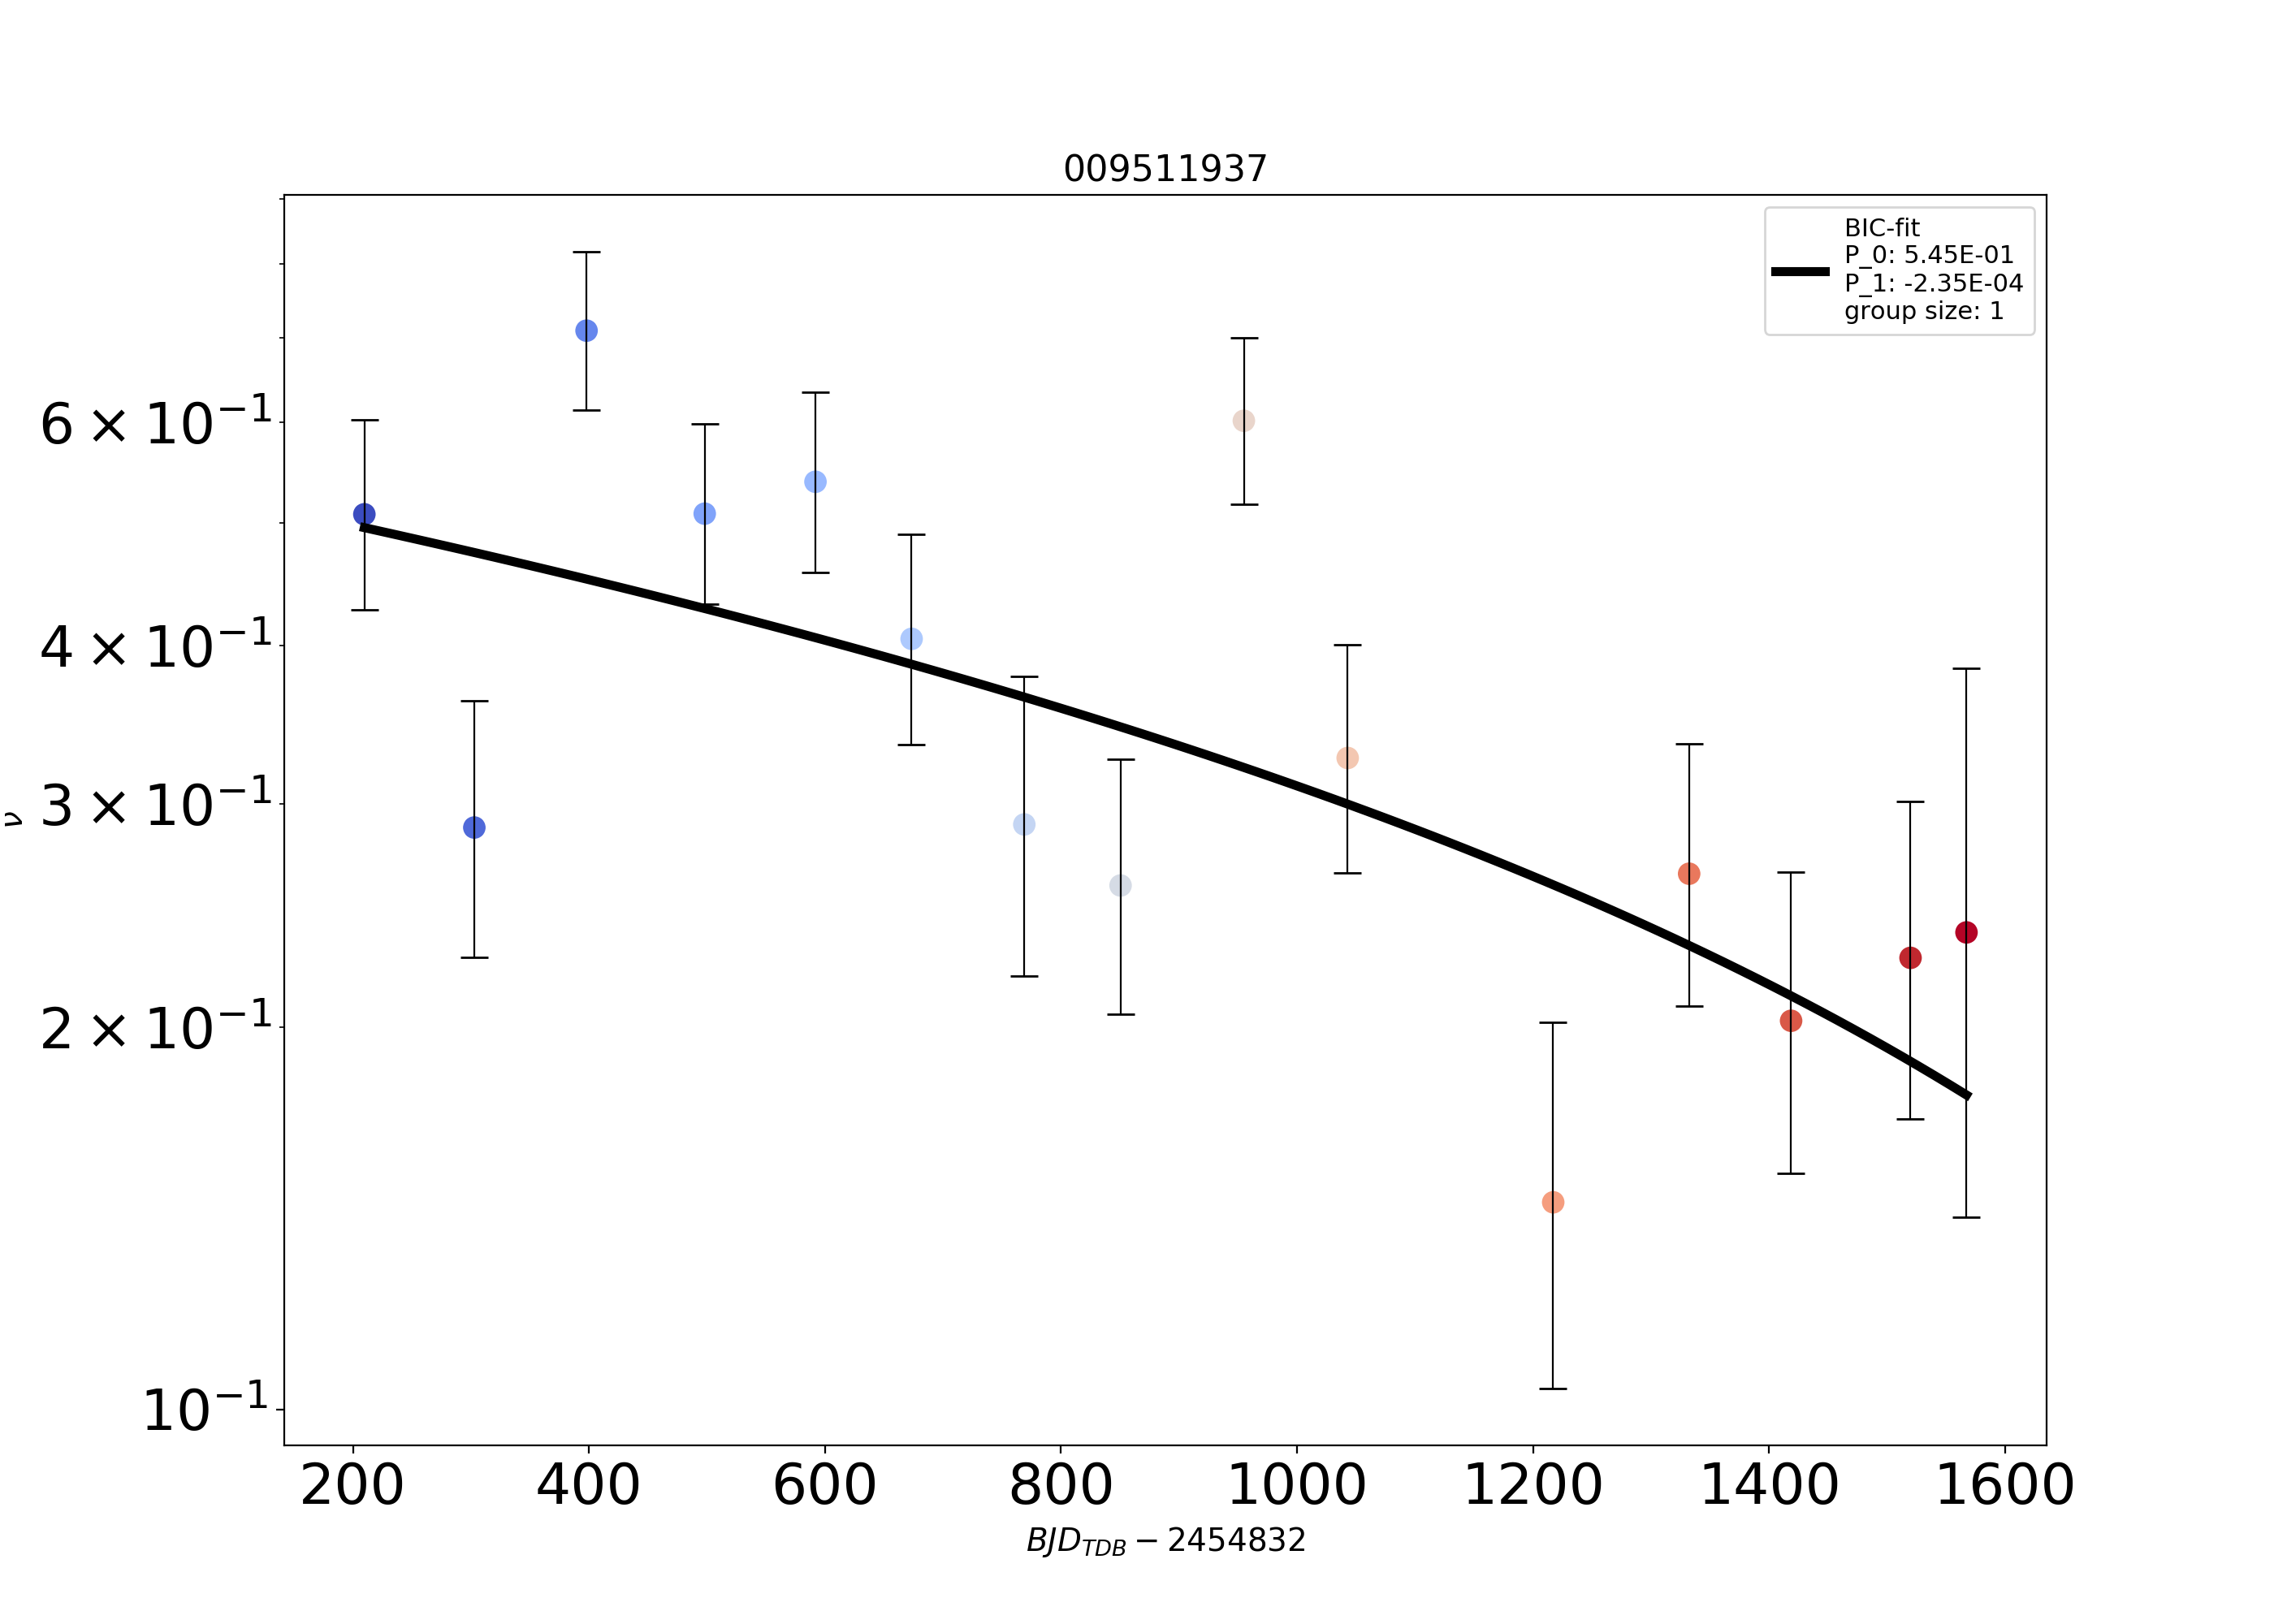 009511937
BIC-fit
P_0: 5.45E-01
P_1: -2.35E-04
group size: 1
6 × 10⁻¹
4 × 10⁻¹
3 × 10⁻¹
2 × 10⁻¹
10⁻¹
ν
200 400 600 800 1000 1200 1400 1600
BJD_TDB − 2454832